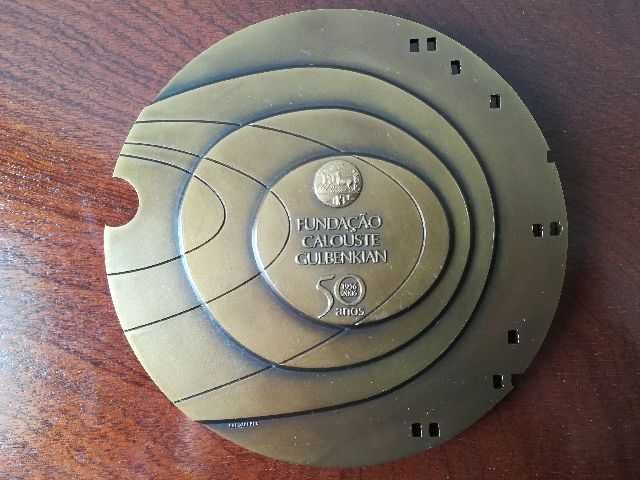 FUNDAÇÃO
CALOUSTE
GULBENKIAN
50 1956
2006
anos